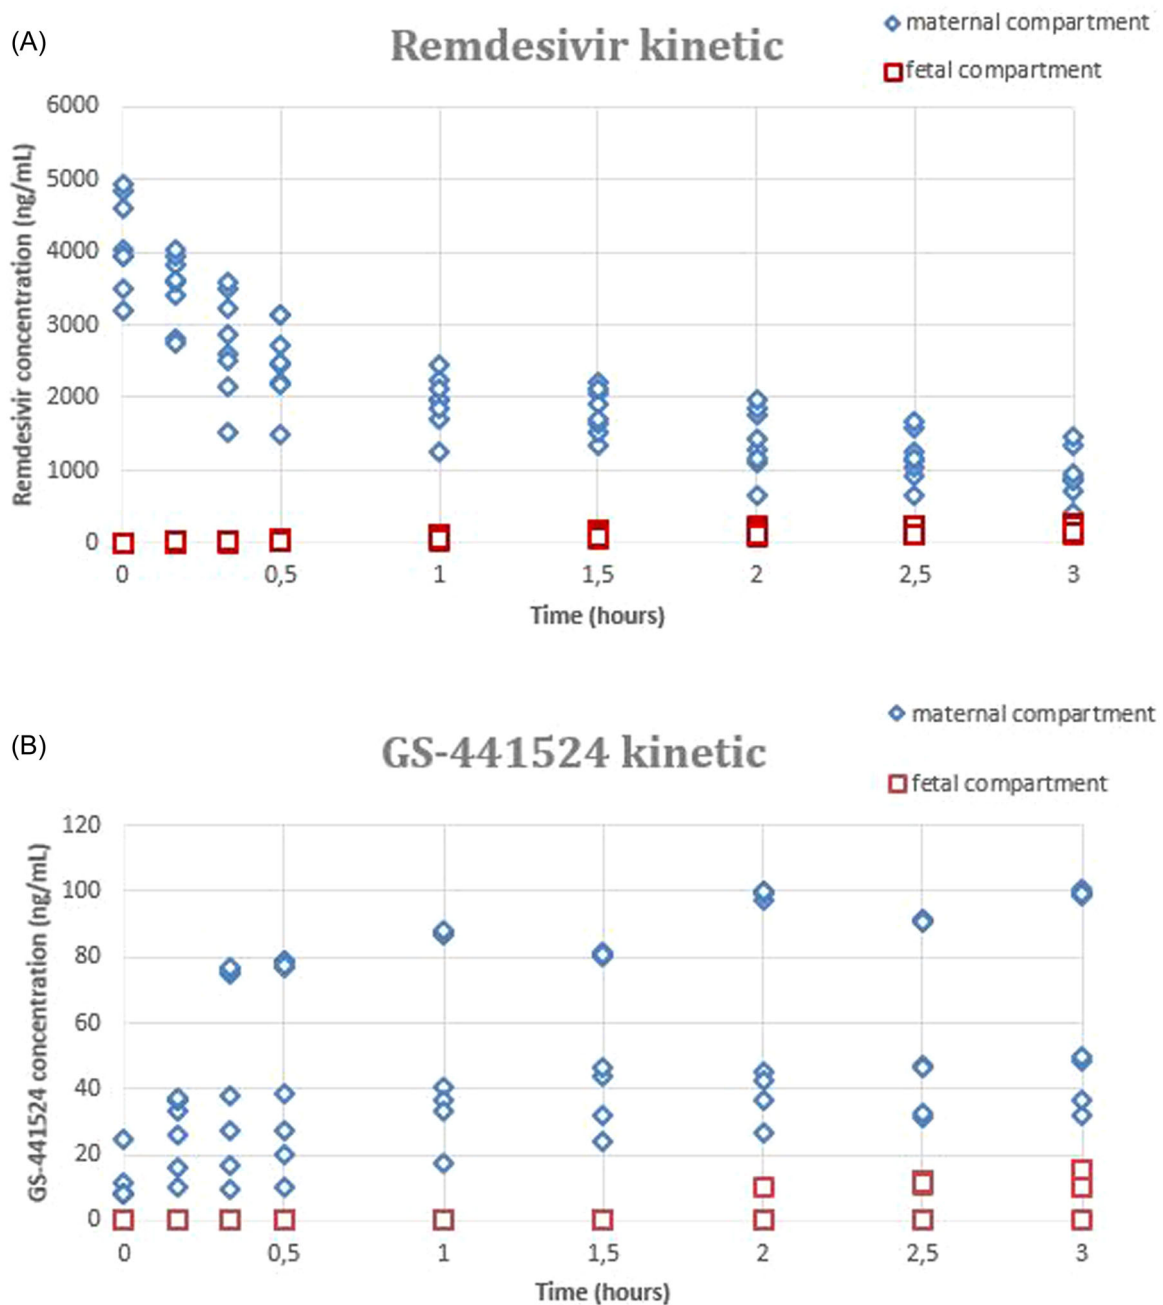 (A)
Remdesivir kinetic
maternal compartment
fetal compartment
Remdesivir concentration (ng/mL)
6000
5000
4000
3000
2000
1000
0
0 0,5 1 1,5 2 2,5 3
Time (hours)
(B)
GS-441524 kinetic
maternal compartment
fetal compartment
GS-441524 concentration (ng/mL)
120
100
80
60
40
20
0
0 0,5 1 1,5 2 2,5 3
Time (hours)